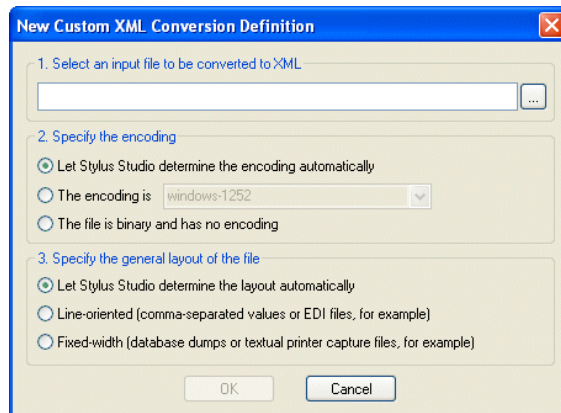 New Custom XML Conversion Definition
1. Select an input file to be converted to XML
...
2. Specify the encoding
Let Stylus Studio determine the encoding automatically
The encoding is windows-1252
The file is binary and has no encoding
3. Specify the general layout of the file
Let Stylus Studio determine the layout automatically
Line-oriented (comma-separated values or EDI files, for example)
Fixed-width (database dumps or textual printer capture files, for example)
OK Cancel